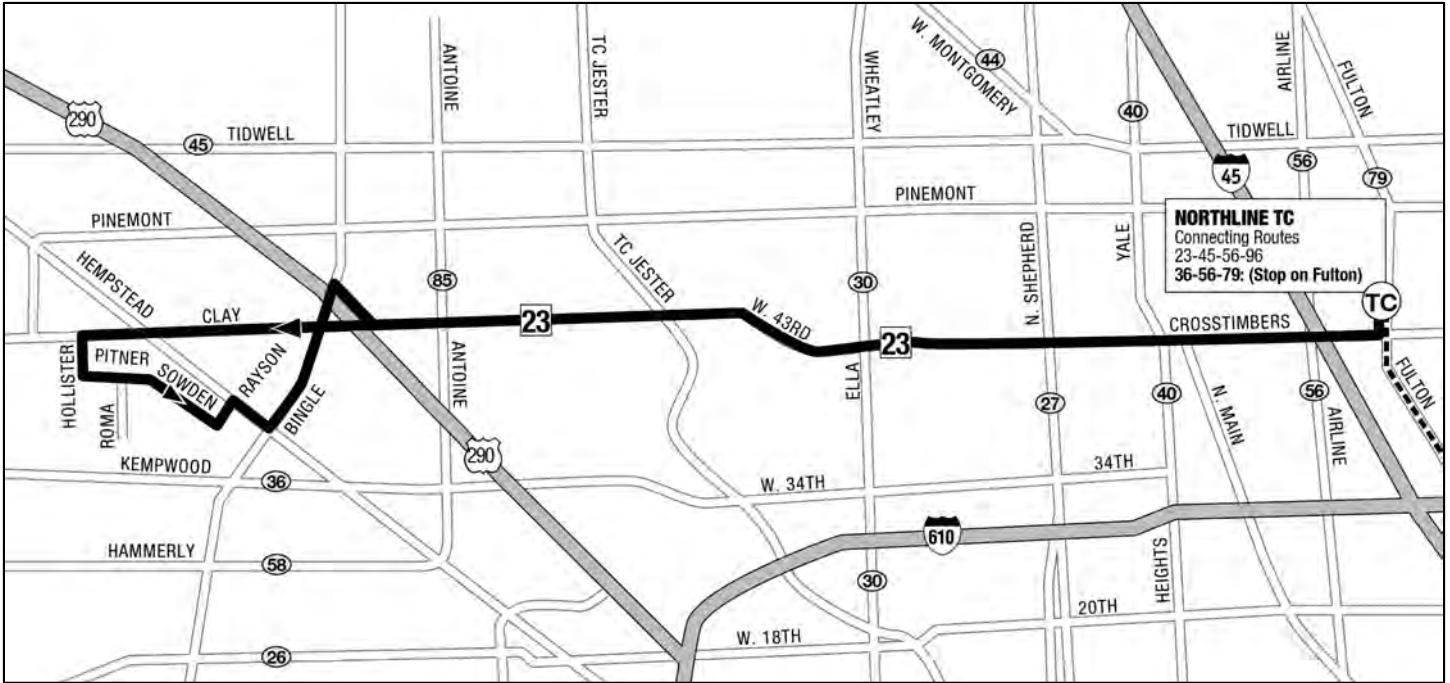 290
45
TIDWELL
ANTOINE
TC JESTER
WHEATLEY
W. MONTGOMERY
44
40
AIRLINE
FULTON
TIDWELL
56
45
79
PINEMONT
PINEMONT
HEMPSTEAD
85
TC JESTER
30
N. SHEPHERD
YALE
NORTHLINE TC
Connecting Routes
23-45-56-96
36-56-79: (Stop on Fulton)
TC
CLAY
23
W. 43RD
23
CROSSTIMBERS
HOLLISTER
PITNER
SOWDEN
RAYSON
BINGLE
ROMA
ANTOINE
ELLA
27
40
N. MAIN
56
AIRLINE
FULTON
KEMPWOOD
36
290
W. 34TH
34TH
610
HAMMERLY
58
30
HEIGHTS
20TH
26
W. 18TH